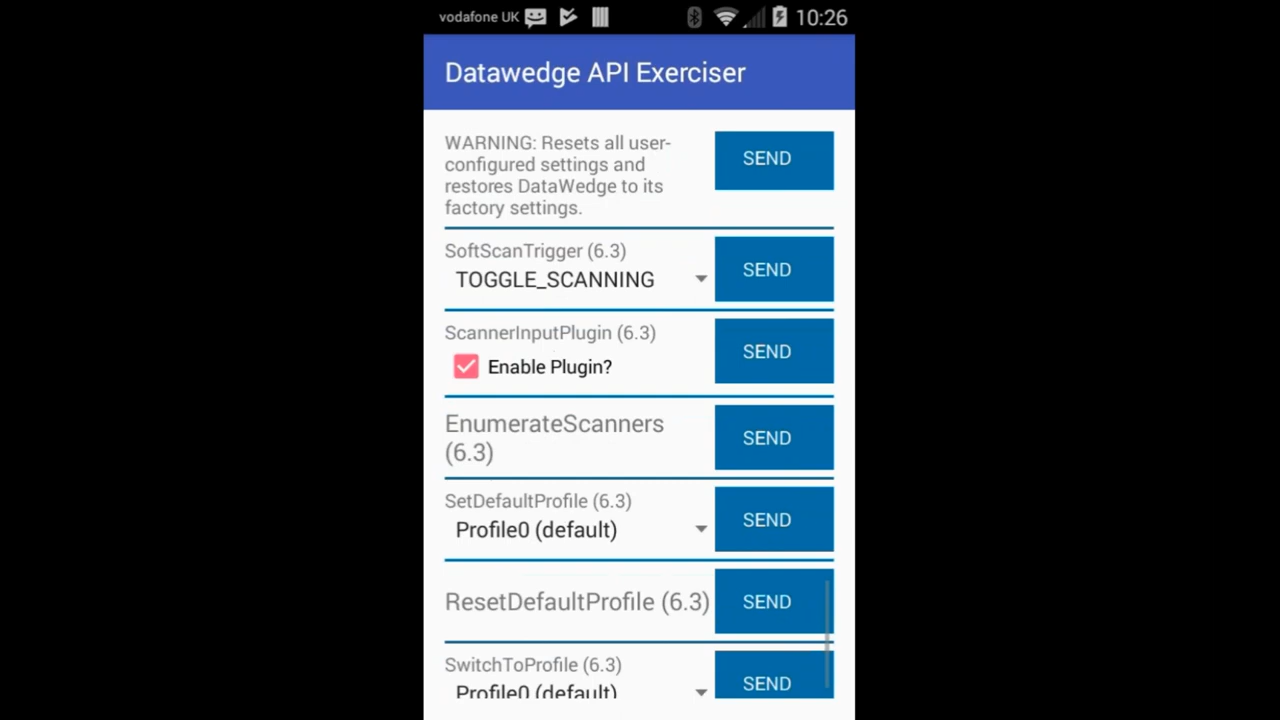 vodafone UK 10:26
Datawedge API Exerciser
WARNING: Resets all user-
configured settings and
restores DataWedge to its
factory settings.
SEND
SoftScanTrigger (6.3)
TOGGLE_SCANNING
SEND
ScannerInputPlugin (6.3)
Enable Plugin?
SEND
EnumerateScanners
(6.3)
SEND
SetDefaultProfile (6.3)
Profile0 (default)
SEND
ResetDefaultProfile (6.3)
SEND
SwitchToProfile (6.3)
Profile0 (default)
SEND